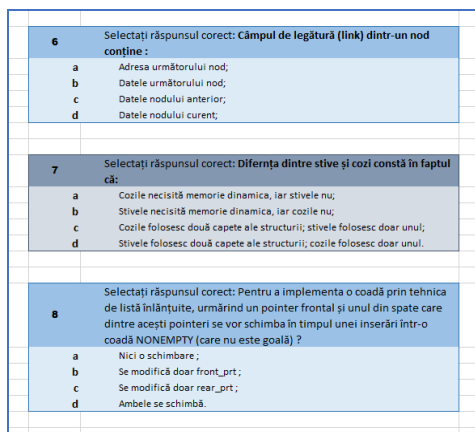 6 Selectați răspunsul corect: Câmpul de legătură (link) dintr-un nod
conține :
a Adresa următorului nod;
b Datele următorului nod;
c Datele nodului anterior;
d Datele nodului curent;
7 Selectați răspunsul corect: Difernța dintre stive și cozi constă în faptul
că:
a Cozile necisită memorie dinamica, iar stivele nu;
b Stivele necisită memorie dinamica, iar cozile nu;
c Cozile folosesc două capete ale structurii; stivele folosesc doar unul;
d Stivele folosesc două capete ale structurii; cozile folosesc doar unul.
Selectați răspunsul corect: Pentru a implementa o coadă prin tehnica
de listă înlănțuite, urmărind un pointer frontal și unul din spate care
8 dintre acești pointeri se vor schimba în timpul unei inserări într-o
coadă NONEMPTY (care nu este goală) ?
a Nici o schimbare ;
b Se modifică doar front_prt ;
c Se modifică doar rear_prt ;
d Ambele se schimbă.